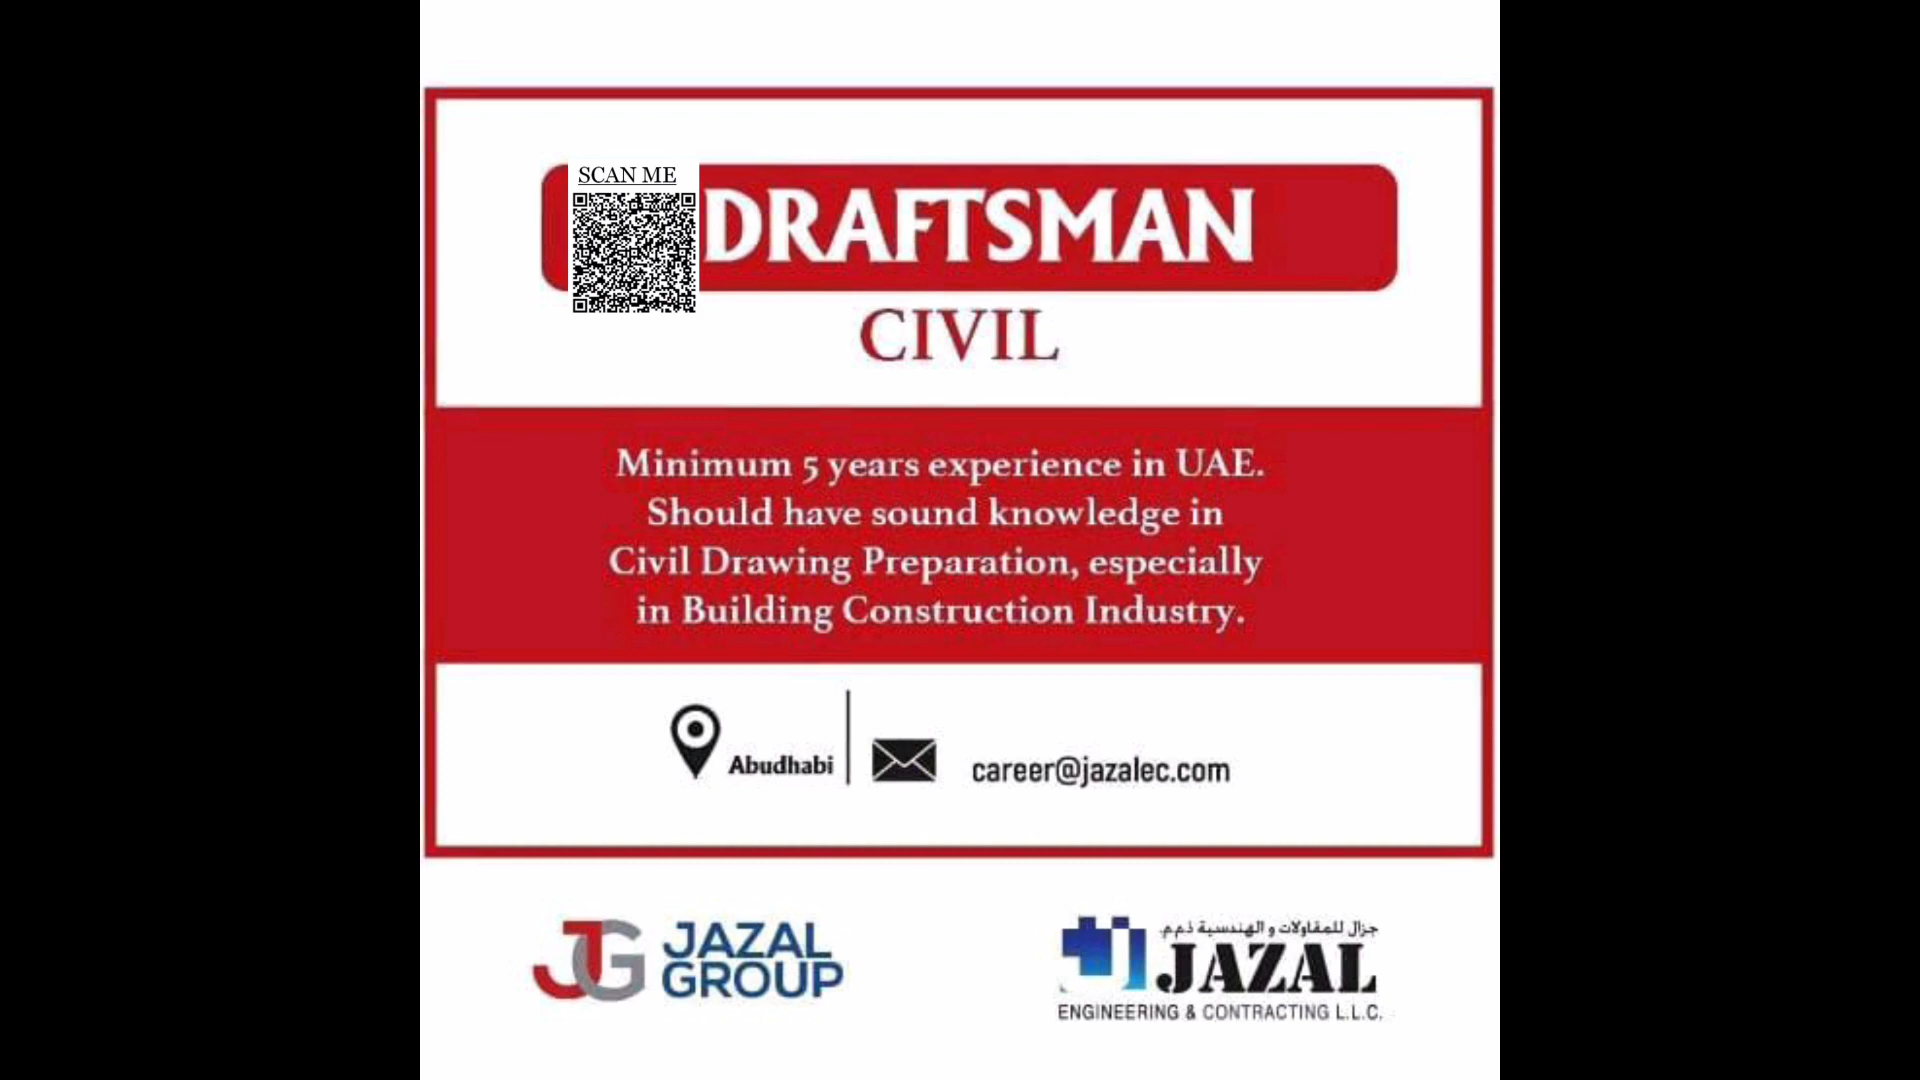 SCAN ME
DRAFTSMAN
CIVIL
Minimum 5 years experience in UAE.
Should have sound knowledge in
Civil Drawing Preparation, especially
in Building Construction Industry.
Abudhabi
career@jazalec.com
JG JAZAL
GROUP
جزال للمقاولات و الهندسية ذ.م.م.
JAZAL
ENGINEERING & CONTRACTING L.L.C.